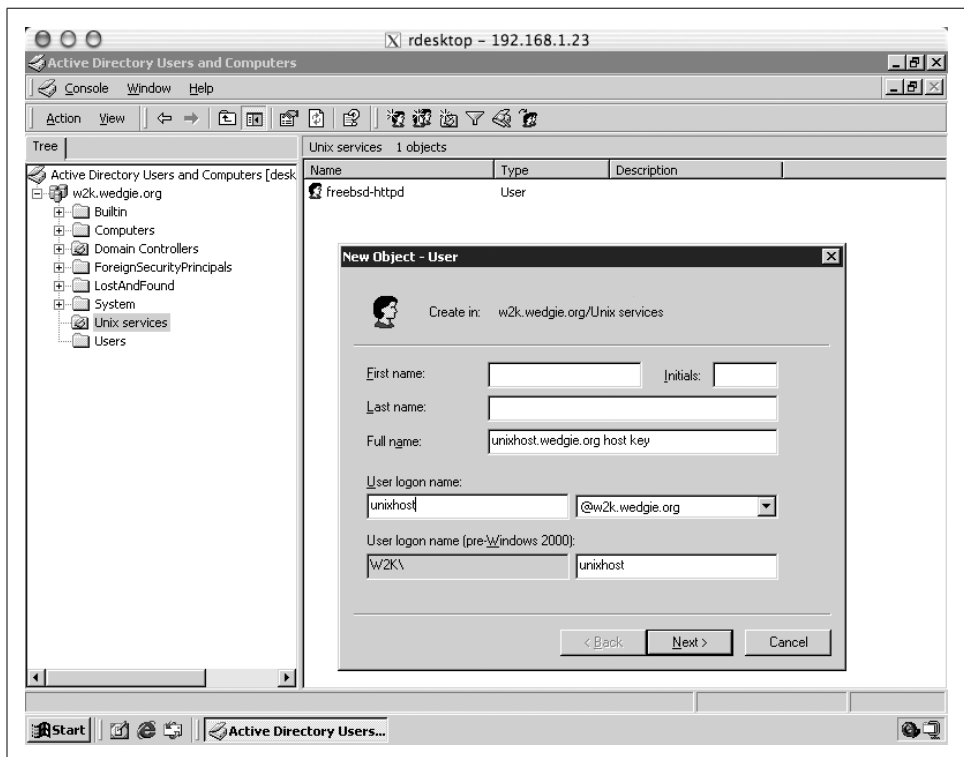 rdesktop – 192.168.1.23
Active Directory Users and Computers
Console Window Help
Action View
Tree
Active Directory Users and Computers [desk
w2k.wedgie.org
Builtin
Computers
Domain Controllers
ForeignSecurityPrincipals
LostAndFound
System
Unix services
Users
Unix services 1 objects
Name Type Description
freebsd-httpd User
New Object - User
Create in: w2k.wedgie.org/Unix services
First name: Initials:
Last name:
Full name: unixhost.wedgie.org host key
User logon name:
unixhost @w2k.wedgie.org
User logon name (pre-Windows 2000):
W2K\ unixhost
< Back Next > Cancel
Start Active Directory Users...